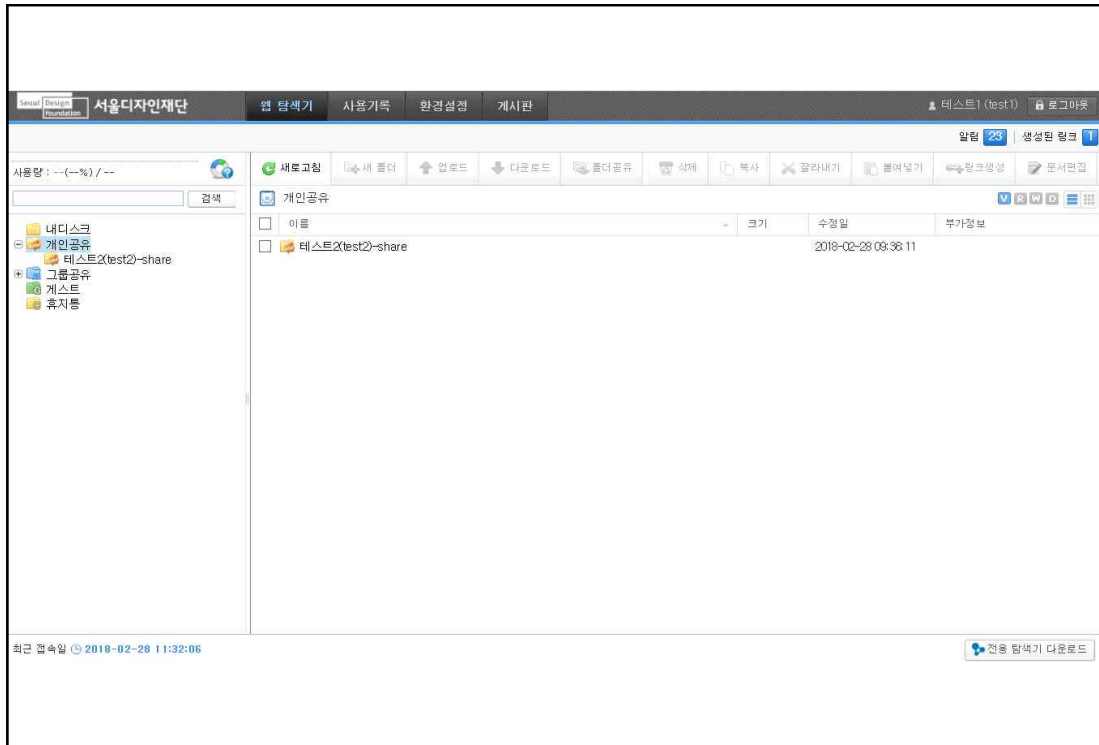 Seoul Design Foundation 서울디자인재단 웹 탐색기 사용기록 환경설정 게시판 테스트1(test1) 로그아웃
알림 23 생성된 링크 1
사용량 : --(--%) / --
새로고침 새 폴더 업로드 다운로드 폴더공유 삭제 복사 잘라내기 붙여넣기 링크생성 문서편집
검색
개인공유 V R W D
이름 크기 수정일 부가정보
내디스크
개인공유
테스트2(test2)-share
그룹공유
게스트
휴지통
테스트2(test2)-share 2018-02-28 09:36:11
최근 접속일 2018-02-28 11:32:06 전용 탐색기 다운로드